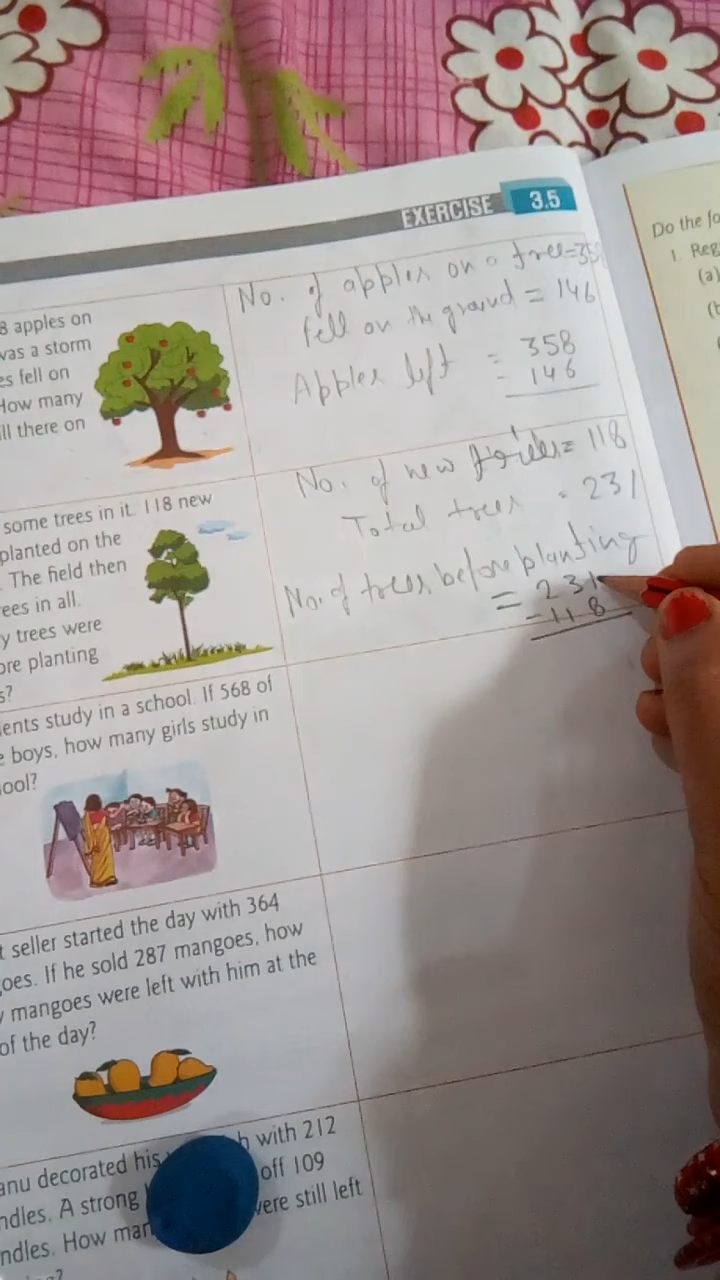 EXERCISE 3.5
8 apples on
was a storm
es fell on
How many
ill there on
No. of apples on a tree=358
fell on the ground = 146
Apples left = 358
- 146
some trees in it. 118 new
planted on the
. The field then
rees in all.
y trees were
ore planting
s?
No. of new trees = 118
Total trees = 231
No. of trees before planting
= 231
- 118
ents study in a school. If 568 of
e boys, how many girls study in
ool?
t seller started the day with 364
goes. If he sold 287 mangoes, how
y mangoes were left with him at the
of the day?
anu decorated his h with 212
ndles. A strong off 109
ndles. How man were still left
?
Do the fo
1. Reg
(a)